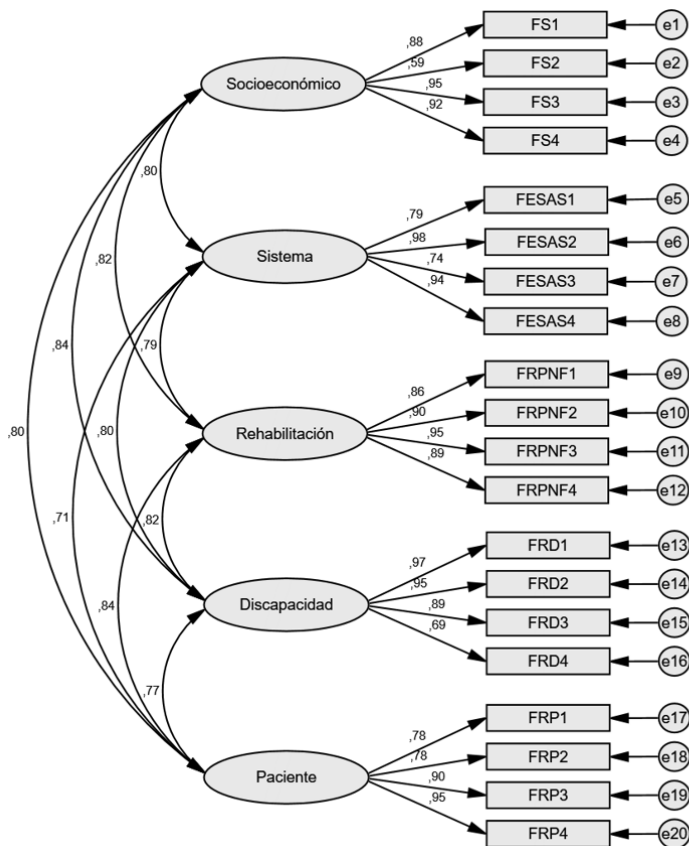 FS1
e1
,88
FS2
e2
,59
Socioeconómico
FS3
e3
,95
FS4
e4
,92
,80
FESAS1
e5
,79
FESAS2
e6
,98
Sistema
,82
FESAS3
e7
,74
FESAS4
e8
,94
,84
,79
FRPNF1
e9
,86
FRPNF2
e10
,90
Rehabilitación
,80
,80
FRPNF3
e11
,95
FRPNF4
e12
,89
,71
,82
FRD1
e13
,97
FRD2
e14
,95
Discapacidad
,84
FRD3
e15
,89
FRD4
e16
,69
,77
FRP1
e17
,78
FRP2
e18
,78
Paciente
FRP3
e19
,90
FRP4
e20
,95